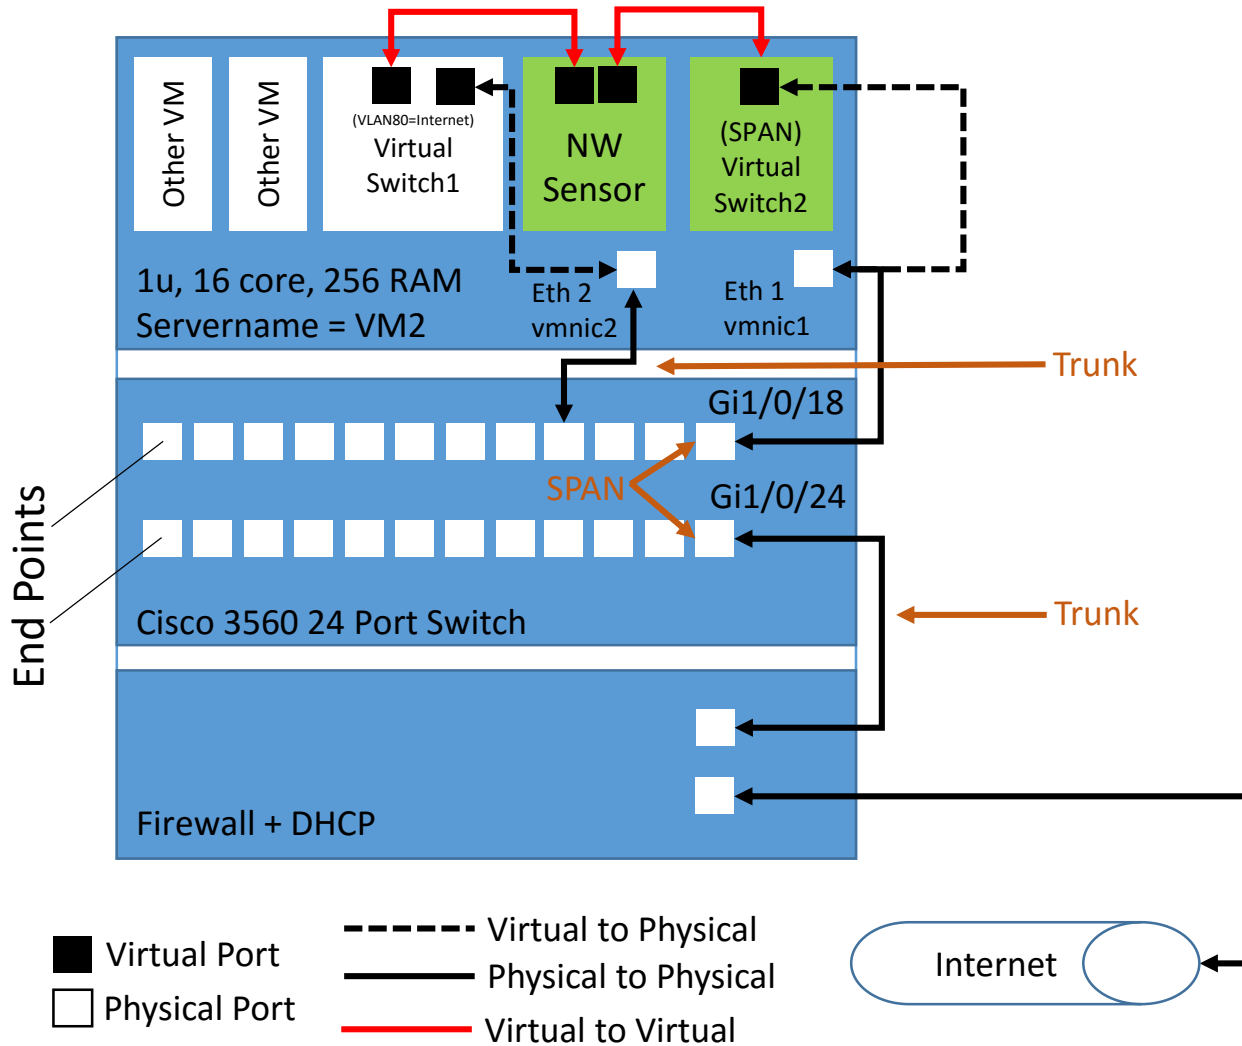 Other VM
Other VM
(VLAN80=Internet)
Virtual
Switch1
NW
Sensor
(SPAN)
Virtual
Switch2
1u, 16 core, 256 RAM
Servername = VM2
Eth 2
vmnic2
Eth 1
vmnic1
Trunk
Gi1/0/18
SPAN
Gi1/0/24
End Points
Cisco 3560 24 Port Switch
Trunk
Firewall + DHCP
Virtual Port
Physical Port
Virtual to Physical
Physical to Physical
Virtual to Virtual
Internet